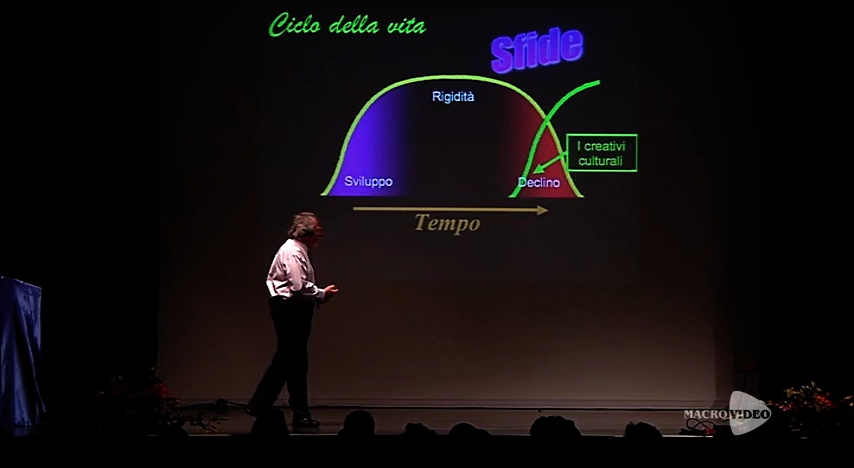 Ciclo della vita
Sfide
Rigidità
I creativi
culturali
Sviluppo
Declino
Tempo
MACROVIDEO